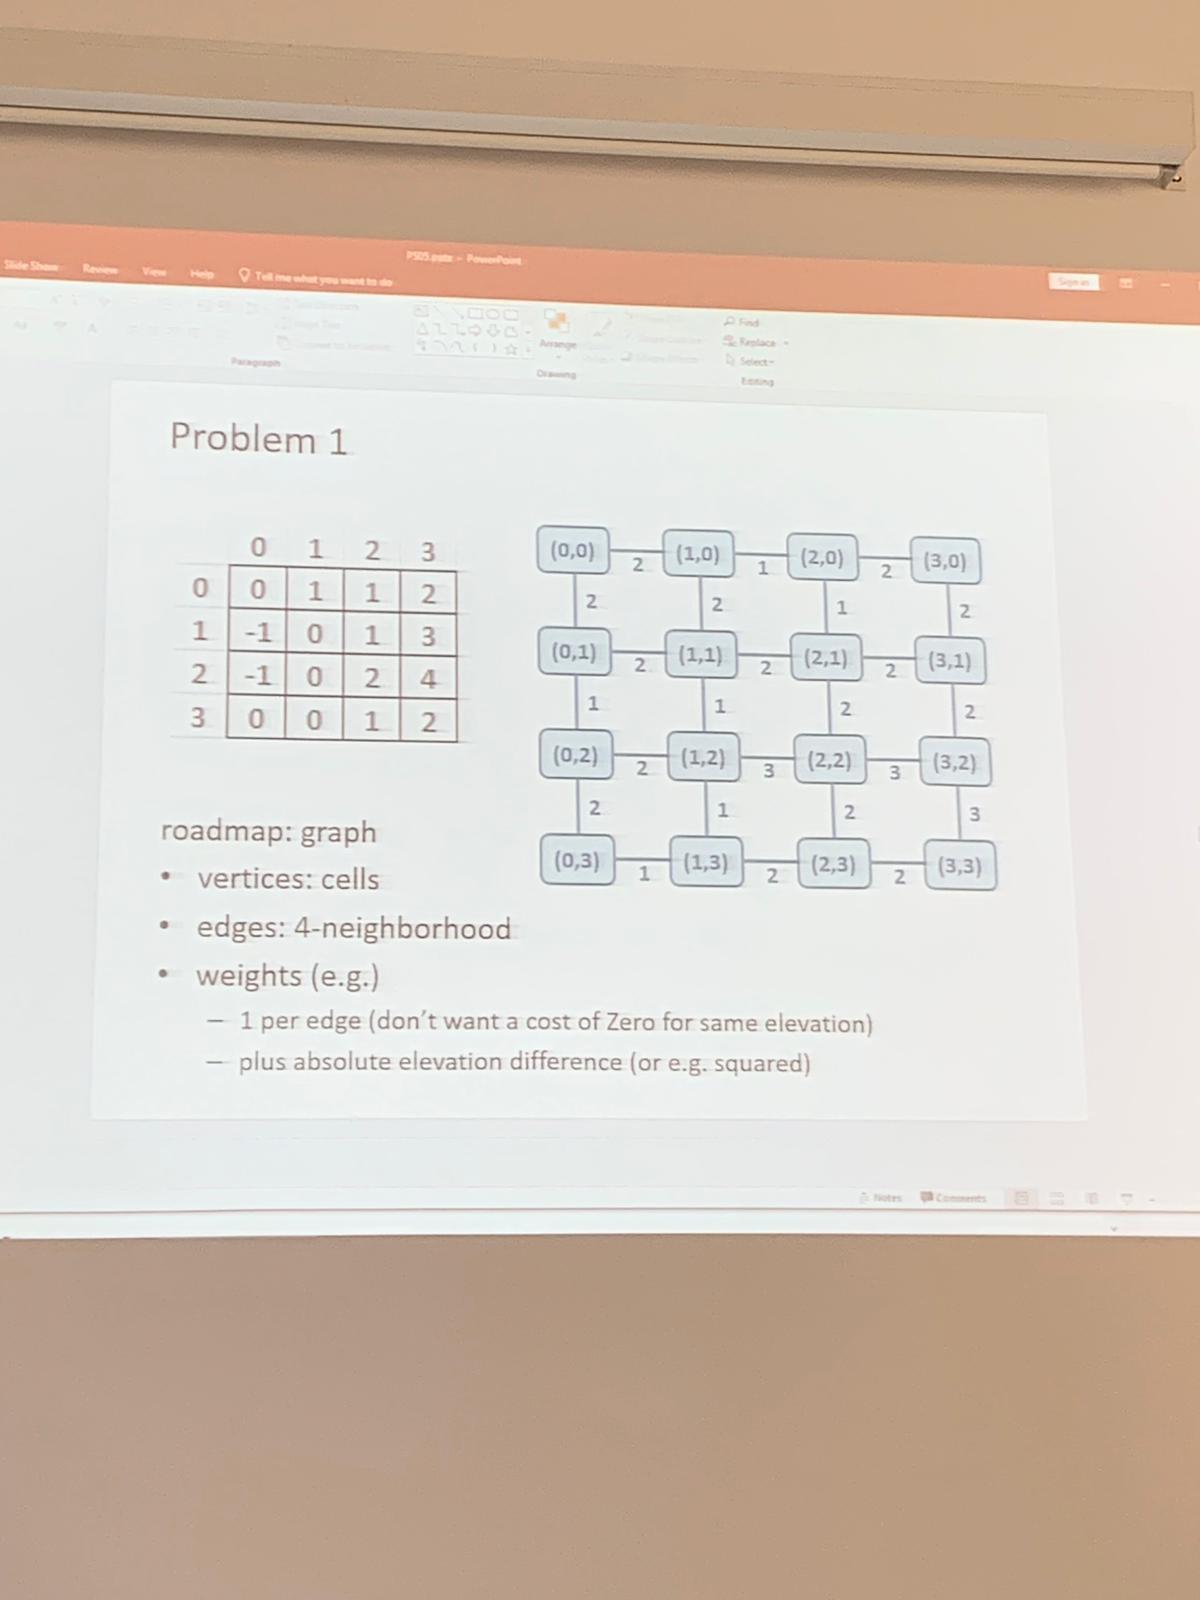 PS05.pptx - PowerPoint
Slide Show Review View Help Tell me what you want to do
Sign in
Find
Replace
Select
Arrange
Paragraph
Drawing
Editing
Problem 1
0 1 2 3
0 0 1 1 2
1 -1 0 1 3
2 -1 0 2 4
3 0 0 1 2
(0,0) 2 (1,0) 1 (2,0) 2 (3,0)
2 2 1 2
(0,1) 2 (1,1) 2 (2,1) 2 (3,1)
1 1 2 2
(0,2) 2 (1,2) 3 (2,2) 3 (3,2)
2 1 2 3
(0,3) 1 (1,3) 2 (2,3) 2 (3,3)
roadmap: graph
• vertices: cells
• edges: 4-neighborhood
• weights (e.g.)
– 1 per edge (don't want a cost of Zero for same elevation)
– plus absolute elevation difference (or e.g. squared)
Notes Comments